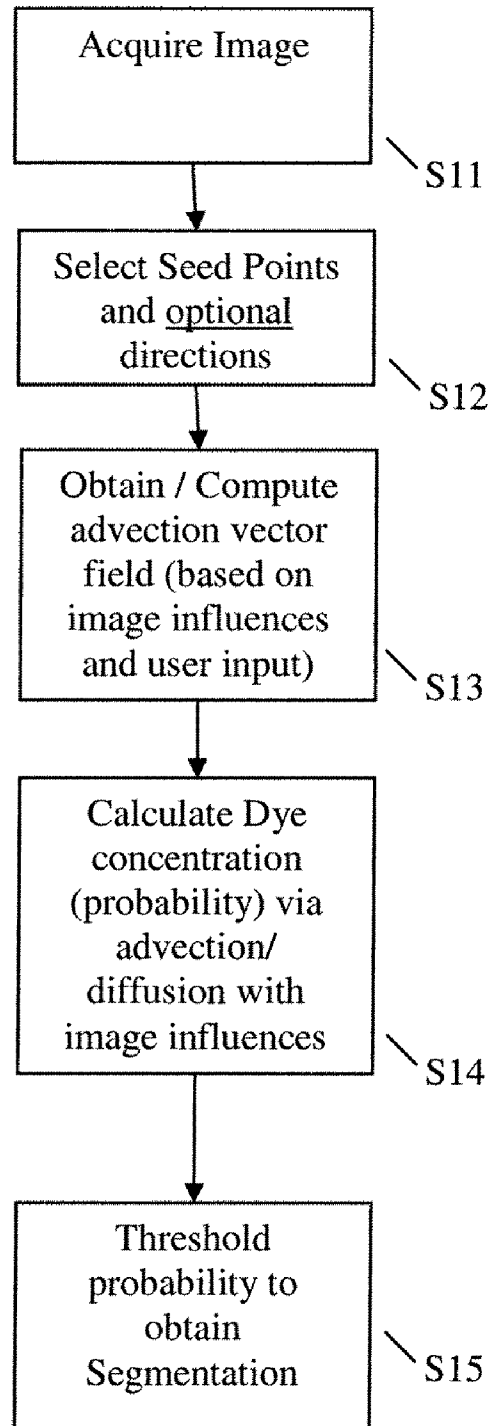 Acquire Image
S11
Select Seed Points
and optional
directions
S12
Obtain / Compute
advection vector
field (based on
image influences
and user input)
S13
Calculate Dye
concentration
(probability) via
advection/
diffusion with
image influences
S14
Threshold
probability to
obtain
Segmentation
S15